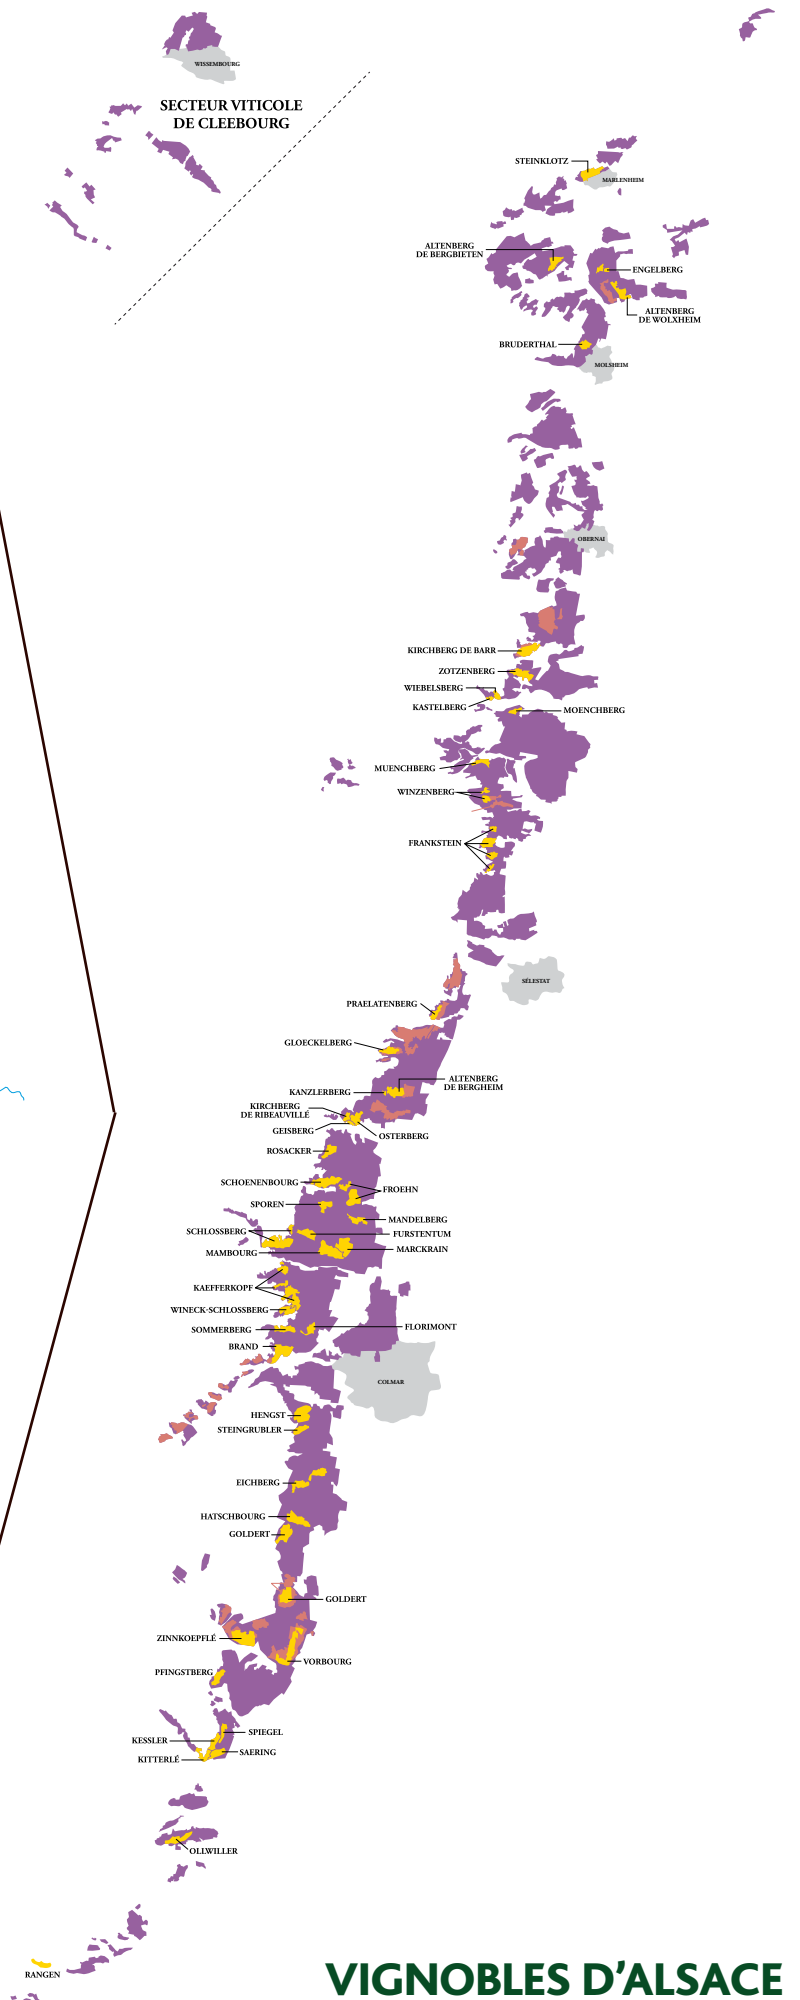 WISSEMBOURG
SECTEUR VITICOLE
DE CLEEBOURG
STEINKLOTZ
MARLENHEIM
ALTENBERG
DE BERGBIETEN
ENGELBERG
ALTENBERG
DE WOLXHEIM
BRUDERTHAL
MOLSHEIM
OBERNAI
KIRCHBERG DE BARR
ZOTZENBERG
WIEBELSBERG
KASTELBERG
MOENCHBERG
MUENCHBERG
WINZENBERG
FRANKSTEIN
SÉLESTAT
PRAELATENBERG
GLOECKELBERG
ALTENBERG
DE BERGHEIM
KANZLERBERG
KIRCHBERG
DE RIBEAUVILLÉ
GEISBERG
OSTERBERG
ROSACKER
SCHOENENBOURG
FROEHN
SPOREN
MANDELBERG
SCHLOSSBERG
FURSTENTUM
MAMBOURG
MARCKRAIN
KAEFFERKOPF
WINECK-SCHLOSSBERG
SOMMERBERG
FLORIMONT
BRAND
COLMAR
HENGST
STEINGRUBLER
EICHBERG
HATSCHBOURG
GOLDERT
GOLDERT
ZINNKOEPFLÉ
VORBOURG
PFINGSTBERG
SPIEGEL
KESSLER
SAERING
KITTERLÉ
OLLWILLER
RANGEN
VIGNOBLES D'ALSACE